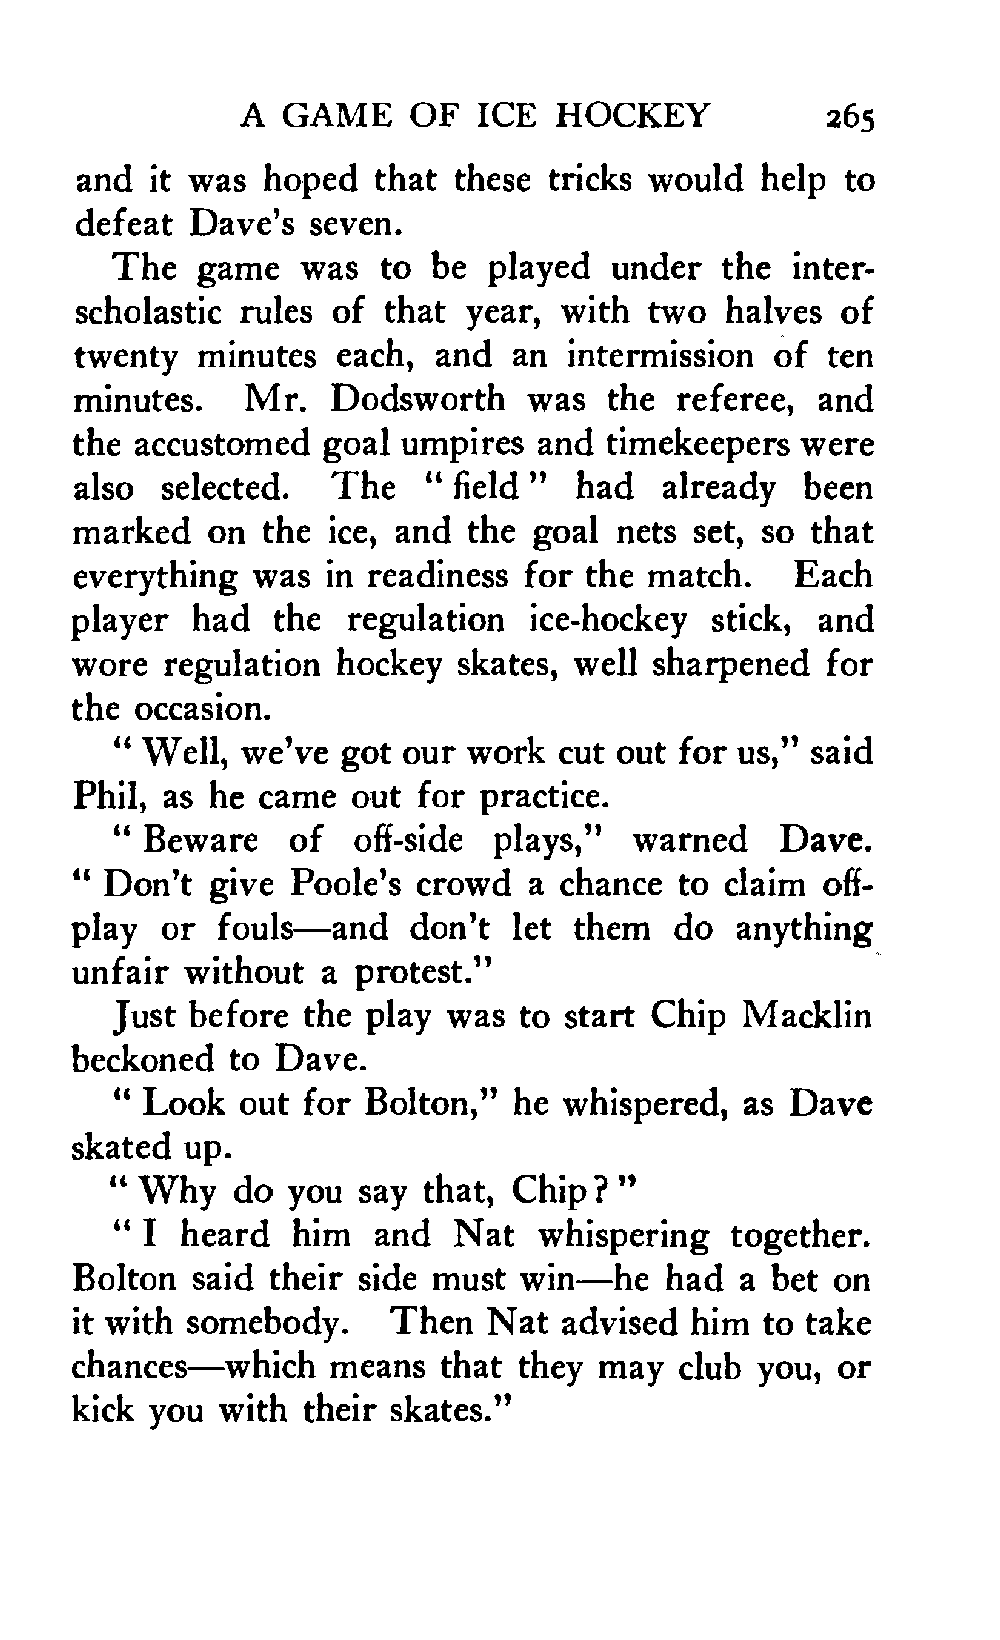 A GAME OF ICE HOCKEY 265
and it was hoped that these tricks would help to
defeat Dave's seven.
The game was to be played under the inter-
scholastic rules of that year, with two halves of
twenty minutes each, and an intermission of ten
minutes. Mr. Dodsworth was the referee, and
the accustomed goal umpires and timekeepers were
also selected. The "field" had already been
marked on the ice, and the goal nets set, so that
everything was in readiness for the match. Each
player had the regulation ice-hockey stick, and
wore regulation hockey skates, well sharpened for
the occasion.
"Well, we've got our work cut out for us," said
Phil, as he came out for practice.
"Beware of off-side plays," warned Dave.
"Don't give Poole's crowd a chance to claim off-
play or fouls—and don't let them do anything
unfair without a protest."
Just before the play was to start Chip Macklin
beckoned to Dave.
"Look out for Bolton," he whispered, as Dave
skated up.
"Why do you say that, Chip?"
"I heard him and Nat whispering together.
Bolton said their side must win—he had a bet on
it with somebody. Then Nat advised him to take
chances—which means that they may club you, or
kick you with their skates."